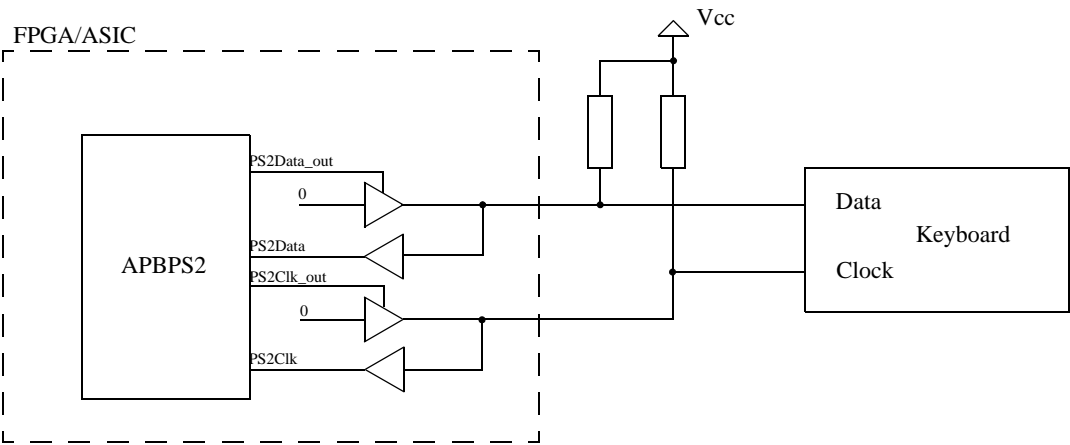 Vcc
FPGA/ASIC
PS2Data_out
0
Data
Keyboard
PS2Data
APBPS2
Clock
PS2Clk_out
0
PS2Clk